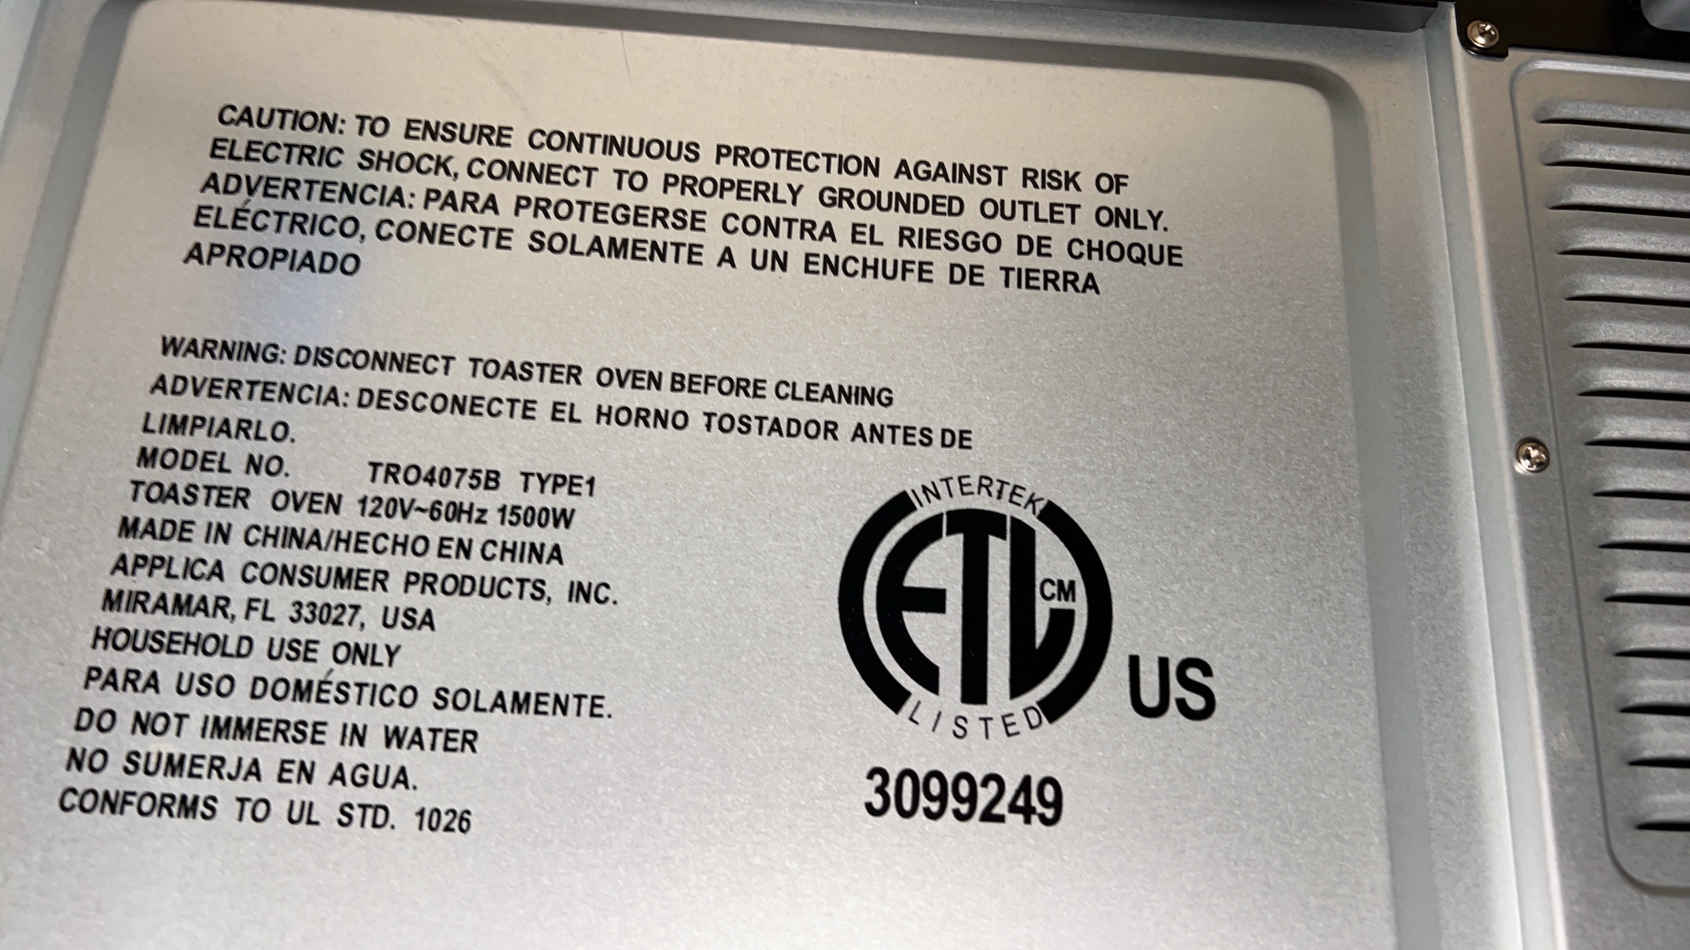 CAUTION: TO ENSURE CONTINUOUS PROTECTION AGAINST RISK OF
ELECTRIC SHOCK, CONNECT TO PROPERLY GROUNDED OUTLET ONLY.
ADVERTENCIA: PARA PROTEGERSE CONTRA EL RIESGO DE CHOQUE
ELÉCTRICO, CONECTE SOLAMENTE A UN ENCHUFE DE TIERRA
APROPIADO
WARNING: DISCONNECT TOASTER OVEN BEFORE CLEANING
ADVERTENCIA: DESCONECTE EL HORNO TOSTADOR ANTES DE
LIMPIARLO.
MODEL NO. TRO4075B TYPE1
TOASTER OVEN 120V~60Hz 1500W
MADE IN CHINA/HECHO EN CHINA
APPLICA CONSUMER PRODUCTS, INC.
MIRAMAR, FL 33027, USA
HOUSEHOLD USE ONLY
PARA USO DOMÉSTICO SOLAMENTE.
DO NOT IMMERSE IN WATER
NO SUMERJA EN AGUA.
CONFORMS TO UL STD. 1026
INTERTEK
ETL CM
LISTED
US
3099249